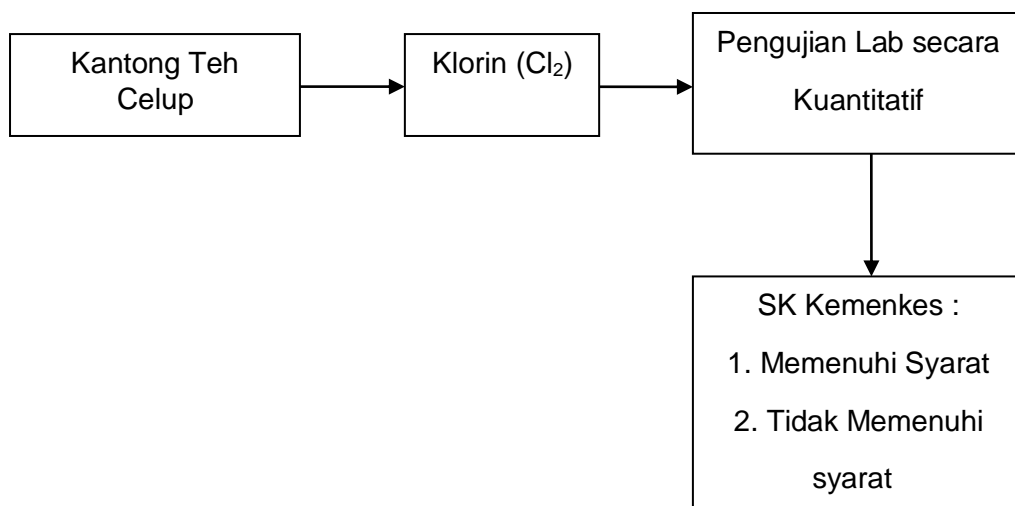 Kantong Teh
Celup
Klorin (Cl₂)
Pengujian Lab secara
Kuantitatif
SK Kemenkes :
1. Memenuhi Syarat
2. Tidak Memenuhi
syarat